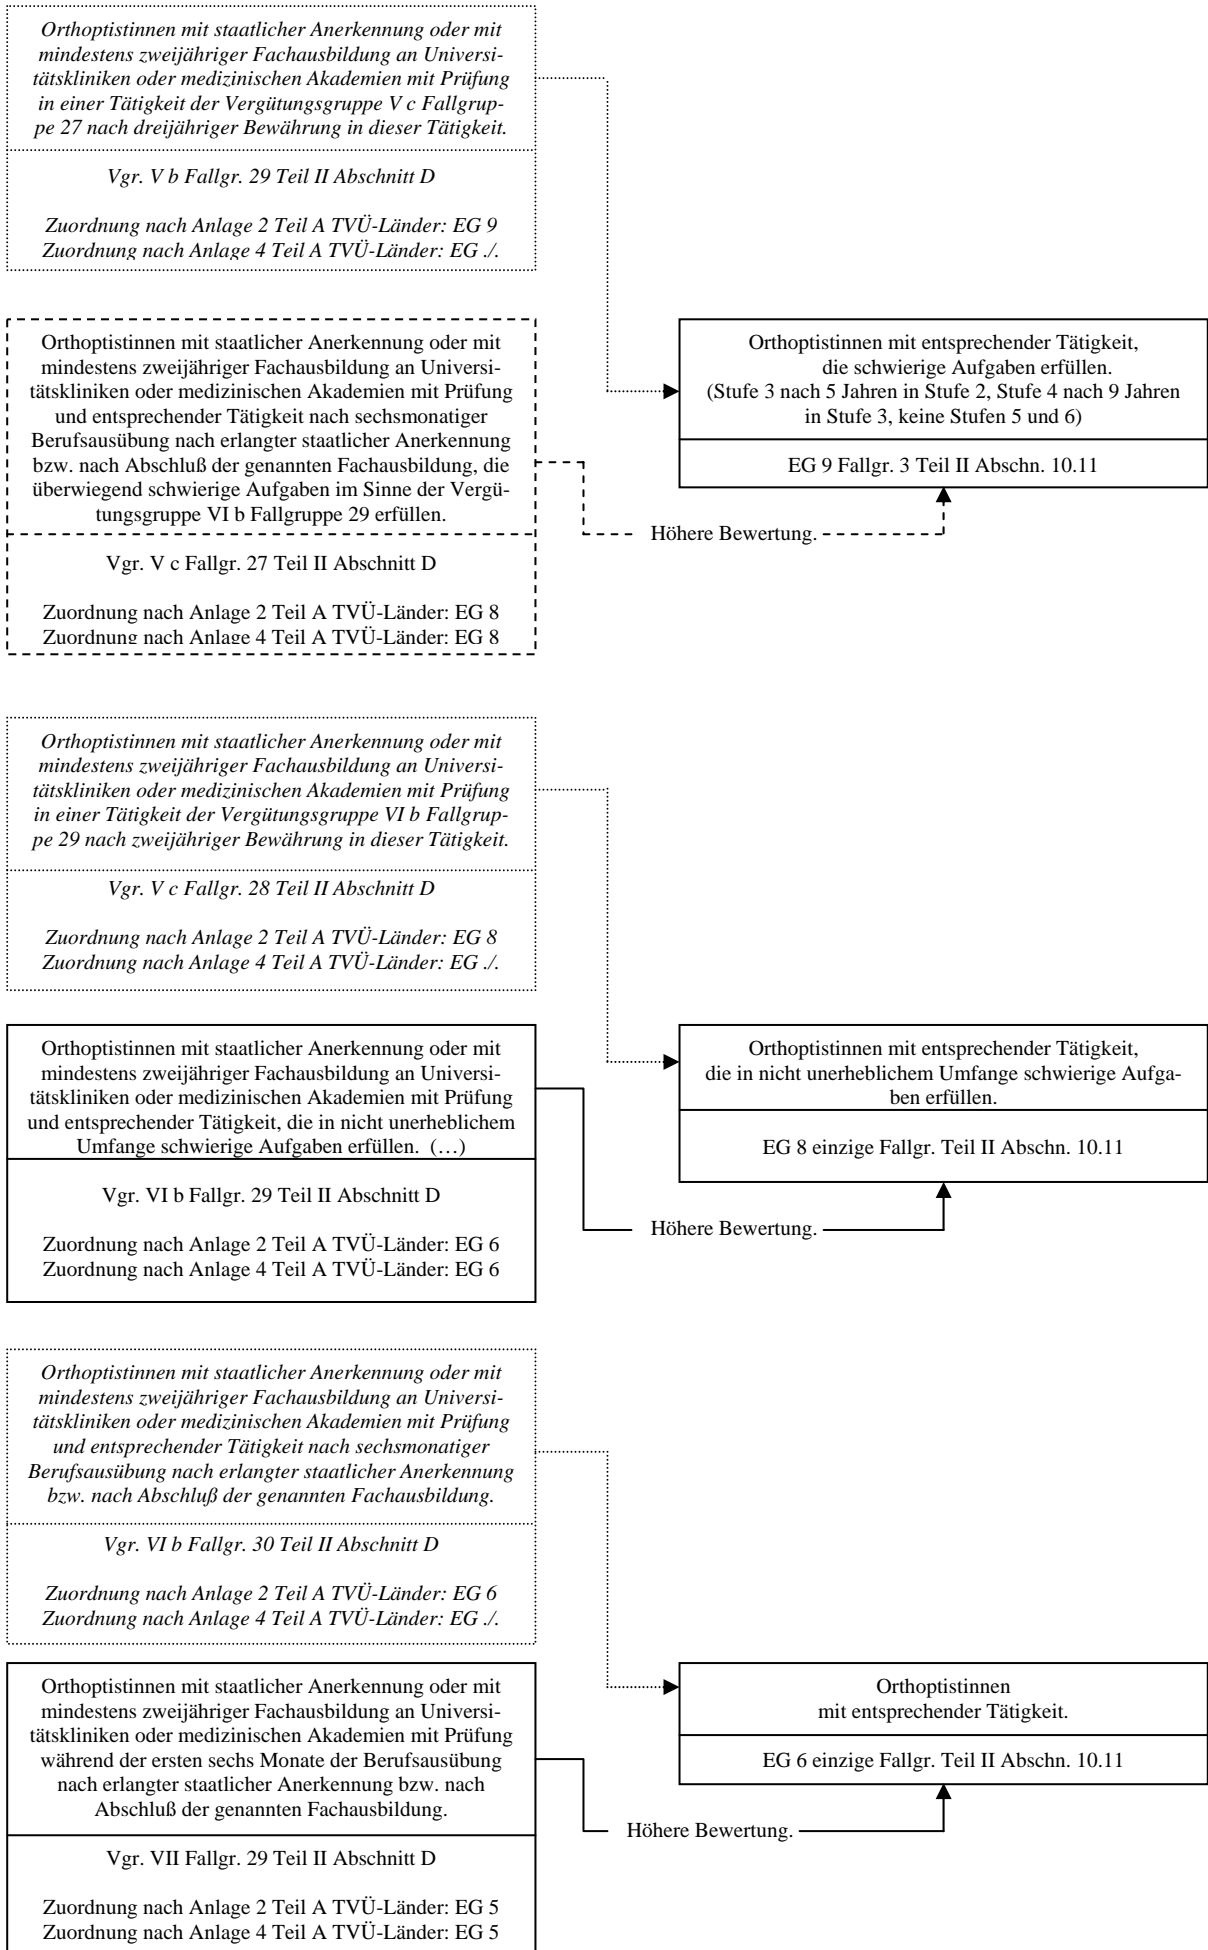 Orthoptistinnen mit staatlicher Anerkennung oder mit
mindestens zweijähriger Fachausbildung an Universi-
tätskliniken oder medizinischen Akademien mit Prüfung
in einer Tätigkeit der Vergütungsgruppe V c Fallgrup-
pe 27 nach dreijähriger Bewährung in dieser Tätigkeit.
Vgr. V b Fallgr. 29 Teil II Abschnitt D
Zuordnung nach Anlage 2 Teil A TVÜ-Länder: EG 9
Zuordnung nach Anlage 4 Teil A TVÜ-Länder: EG ./.
Orthoptistinnen mit staatlicher Anerkennung oder mit
mindestens zweijähriger Fachausbildung an Universi-
tätskliniken oder medizinischen Akademien mit Prüfung
und entsprechender Tätigkeit nach sechsmonatiger
Berufsausübung nach erlangter staatlicher Anerkennung
bzw. nach Abschluß der genannten Fachausbildung, die
überwiegend schwierige Aufgaben im Sinne der Vergü-
tungsgruppe VI b Fallgruppe 29 erfüllen.
Vgr. V c Fallgr. 27 Teil II Abschnitt D
Zuordnung nach Anlage 2 Teil A TVÜ-Länder: EG 8
Zuordnung nach Anlage 4 Teil A TVÜ-Länder: EG 8
Orthoptistinnen mit entsprechender Tätigkeit,
die schwierige Aufgaben erfüllen.
(Stufe 3 nach 5 Jahren in Stufe 2, Stufe 4 nach 9 Jahren
in Stufe 3, keine Stufen 5 und 6)
EG 9 Fallgr. 3 Teil II Abschn. 10.11
Höhere Bewertung.
Orthoptistinnen mit staatlicher Anerkennung oder mit
mindestens zweijähriger Fachausbildung an Universi-
tätskliniken oder medizinischen Akademien mit Prüfung
in einer Tätigkeit der Vergütungsgruppe VI b Fallgrup-
pe 29 nach zweijähriger Bewährung in dieser Tätigkeit.
Vgr. V c Fallgr. 28 Teil II Abschnitt D
Zuordnung nach Anlage 2 Teil A TVÜ-Länder: EG 8
Zuordnung nach Anlage 4 Teil A TVÜ-Länder: EG ./.
Orthoptistinnen mit staatlicher Anerkennung oder mit
mindestens zweijähriger Fachausbildung an Universi-
tätskliniken oder medizinischen Akademien mit Prüfung
und entsprechender Tätigkeit, die in nicht unerheblichem
Umfange schwierige Aufgaben erfüllen. (…)
Vgr. VI b Fallgr. 29 Teil II Abschnitt D
Zuordnung nach Anlage 2 Teil A TVÜ-Länder: EG 6
Zuordnung nach Anlage 4 Teil A TVÜ-Länder: EG 6
Orthoptistinnen mit entsprechender Tätigkeit,
die in nicht unerheblichem Umfange schwierige Aufga-
ben erfüllen.
EG 8 einzige Fallgr. Teil II Abschn. 10.11
Höhere Bewertung.
Orthoptistinnen mit staatlicher Anerkennung oder mit
mindestens zweijähriger Fachausbildung an Universi-
tätskliniken oder medizinischen Akademien mit Prüfung
und entsprechender Tätigkeit nach sechsmonatiger
Berufsausübung nach erlangter staatlicher Anerkennung
bzw. nach Abschluß der genannten Fachausbildung.
Vgr. VI b Fallgr. 30 Teil II Abschnitt D
Zuordnung nach Anlage 2 Teil A TVÜ-Länder: EG 6
Zuordnung nach Anlage 4 Teil A TVÜ-Länder: EG ./.
Orthoptistinnen mit staatlicher Anerkennung oder mit
mindestens zweijähriger Fachausbildung an Universi-
tätskliniken oder medizinischen Akademien mit Prüfung
während der ersten sechs Monate der Berufsausübung
nach erlangter staatlicher Anerkennung bzw. nach
Abschluß der genannten Fachausbildung.
Vgr. VII Fallgr. 29 Teil II Abschnitt D
Zuordnung nach Anlage 2 Teil A TVÜ-Länder: EG 5
Zuordnung nach Anlage 4 Teil A TVÜ-Länder: EG 5
Orthoptistinnen
mit entsprechender Tätigkeit.
EG 6 einzige Fallgr. Teil II Abschn. 10.11
Höhere Bewertung.